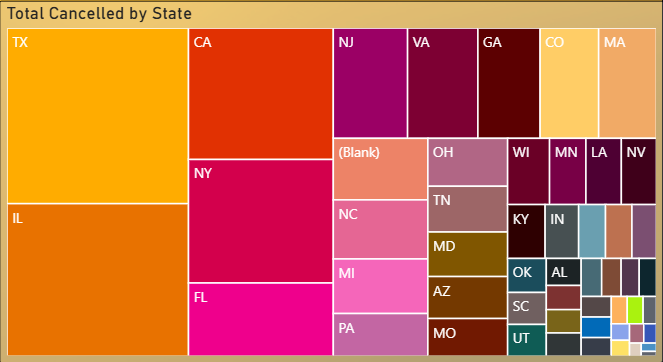 Total Cancelled by State
TX
IL
CA
NY
FL
NJ
VA
GA
CO
MA
(Blank)
NC
MI
PA
OH
TN
MD
AZ
MO
WI
MN
LA
NV
KY
IN
OK
AL
SC
UT